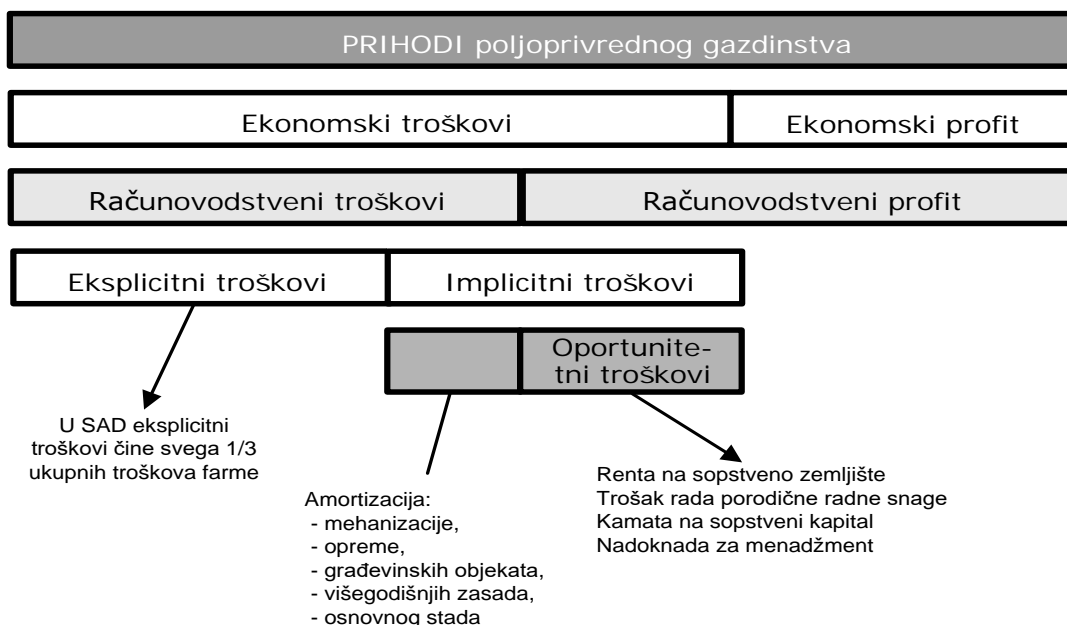 PRIHODI poljoprivrednog gazdinstva
Ekonomski troškovi
Ekonomski profit
Računovodstveni troškovi
Računovodstveni profit
Eksplicitni troškovi
Implicitni troškovi
Oportunite-
tni troškovi
U SAD eksplicitni
troškovi čine svega 1/3
ukupnih troškova farme
Amortizacija:
- mehanizacije,
- opreme,
- građevinskih objekata,
- višegodišnjih zasada,
- osnovnog stada
Renta na sopstveno zemljište
Trošak rada porodične radne snage
Kamata na sopstveni kapital
Nadoknada za menadžment